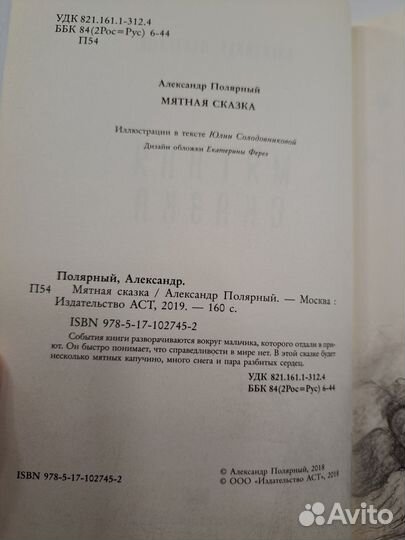 УДК 821.161.1-312.4
ББК 84(2Рос=Рус) 6-44
П54
Александр Полярный
МЯТНАЯ СКАЗКА
Иллюстрации в тексте Юлии Солодовниковой
Дизайн обложки Екатерины Ферез
Полярный, Александр.
П54 Мятная сказка / Александр Полярный. — Москва :
Издательство АСТ, 2019. — 160 с.
ISBN 978-5-17-102745-2
События книги разворачиваются вокруг мальчика, которого отдали в при-
ют. Он быстро понимает, что справедливости в мире нет. В этой сказке будет
несколько мятных капучино, много снега и пара разбитых сердец.
УДК 821.161.1-312.4
ББК 84(2Рос=Рус) 6-44
ISBN 978-5-17-102745-2
© Александр Полярный, 2018
© ООО «Издательство АСТ», 2018
Avito